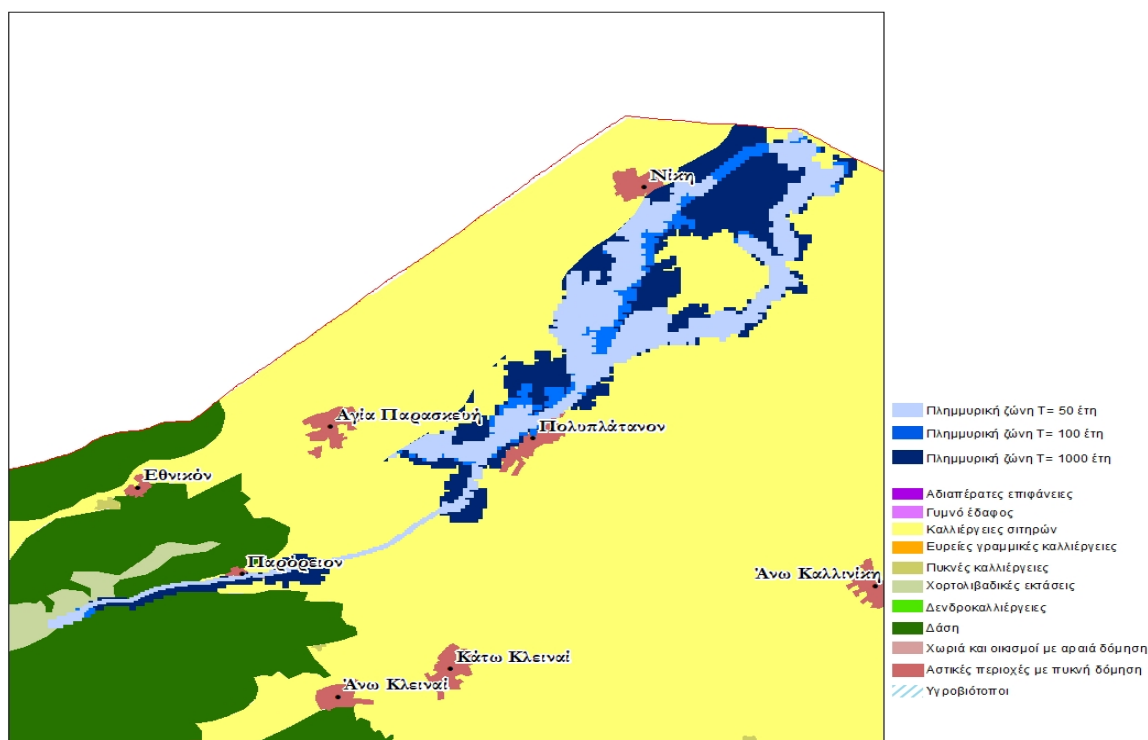 Νίκη
Αγία Παρασκευή
Πολυπλάτανον
Εθνικόν
Παρόρειον
Άνω Καλλινίκη
Κάτω Κλειναί
Άνω Κλειναί
Πλημμυρική ζώνη T= 50 έτη
Πλημμυρική ζώνη T= 100 έτη
Πλημμυρική ζώνη T= 1000 έτη
Αδιαπέρατες επιφάνειες
Γυμνό έδαφος
Καλλιέργειες σιτηρών
Ευρείες γραμμικές καλλιέργειες
Πυκνές καλλιέργειες
Χορτολιβαδικές εκτάσεις
Δενδροκαλλιέργειες
Δάση
Χωριά και οικισμοί με αραιά δόμηση
Αστικές περιοχές με πυκνή δόμηση
Υγροβιότοποι